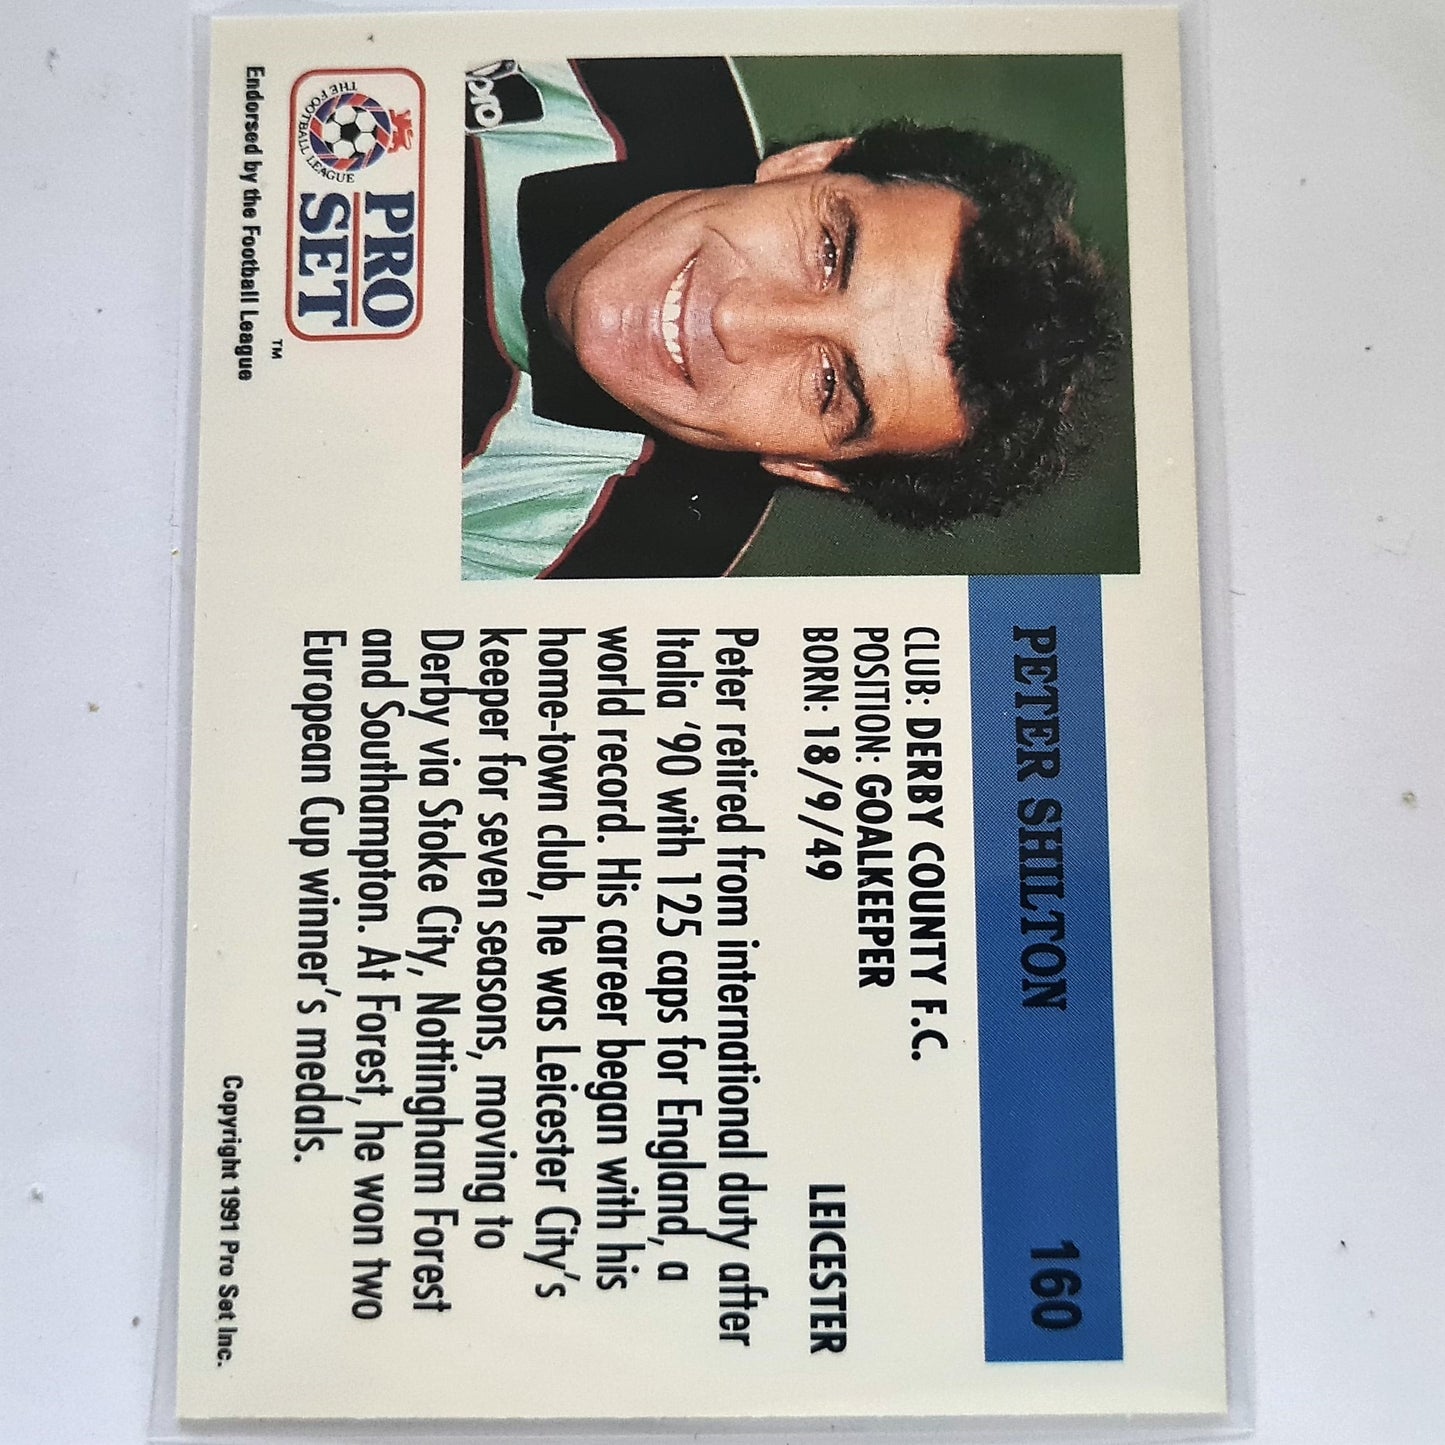 PETER SHILTON 160
CLUB: DERBY COUNTY F.C.
POSITION: GOALKEEPER
BORN: 18/9/49 LEICESTER
Peter retired from international duty after
Italia '90 with 125 caps for England, a
world record. His career began with his
home-town club, he was Leicester City's
keeper for seven seasons, moving to
Derby via Stoke City, Nottingham Forest
and Southampton. At Forest, he won two
European Cup winner's medals.
THE FOOTBALL LEAGUE
PRO
SET
TM
Endorsed by the Football League
Copyright 1991 Pro Set Inc.